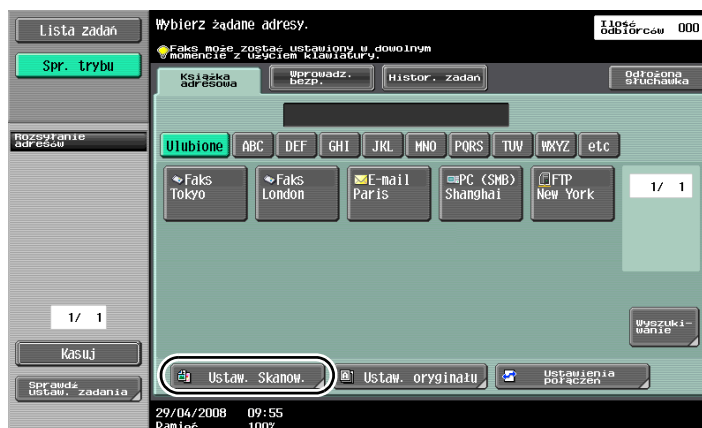 Lista zadań
Spr. trybu
Rozsyłanie
adresów
1/ 1
Kasuj
Sprawdź
ustaw. zadania
Wybierz żądane adresy.
Faks może zostać ustawiony w dowolnym
momencie z użyciem klawiatury.
Ilość
odbiorców 000
Książka
adresowa
Wprowadz.
bezp.
Histor. zadań
Odłożona
słuchawka
Ulubione ABC DEF GHI JKL MNO PQRS TUV WXYZ etc
Faks
Tokyo
Faks
London
E-mail
Paris
PC (SMB)
Shanghai
FTP
New York
1/ 1
Wyszuki-
wanie
Ustaw. Skanow.
Ustaw. oryginału
Ustawienia
połączeń
29/04/2008 09:55
Pamięć 100%